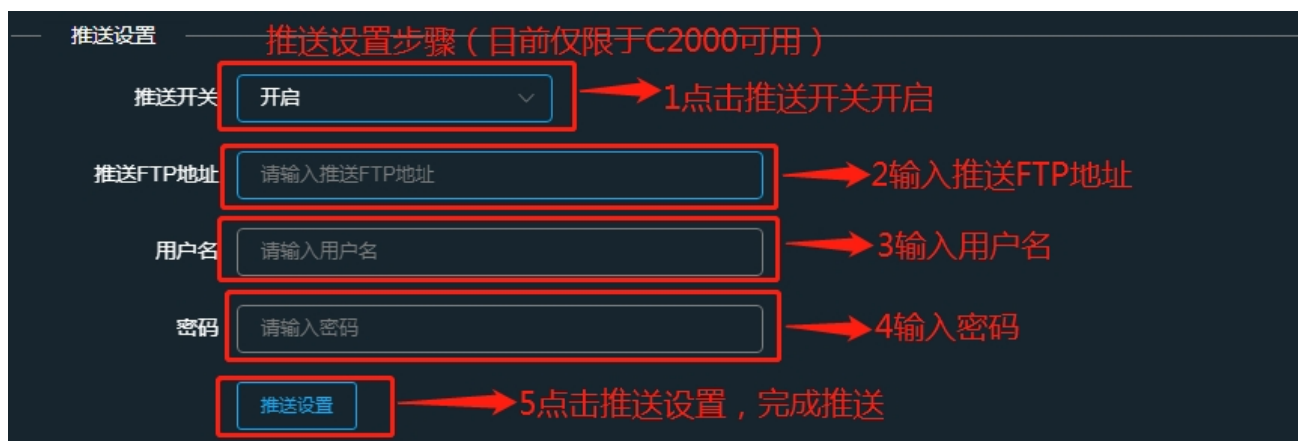 推送设置 推送设置步骤（目前仅限于C2000可用）
推送开关 开启 1点击推送开关开启
推送FTP地址 请输入推送FTP地址 2输入推送FTP地址
用户名 请输入用户名 3输入用户名
密码 请输入密码 4输入密码
推送设置 5点击推送设置，完成推送